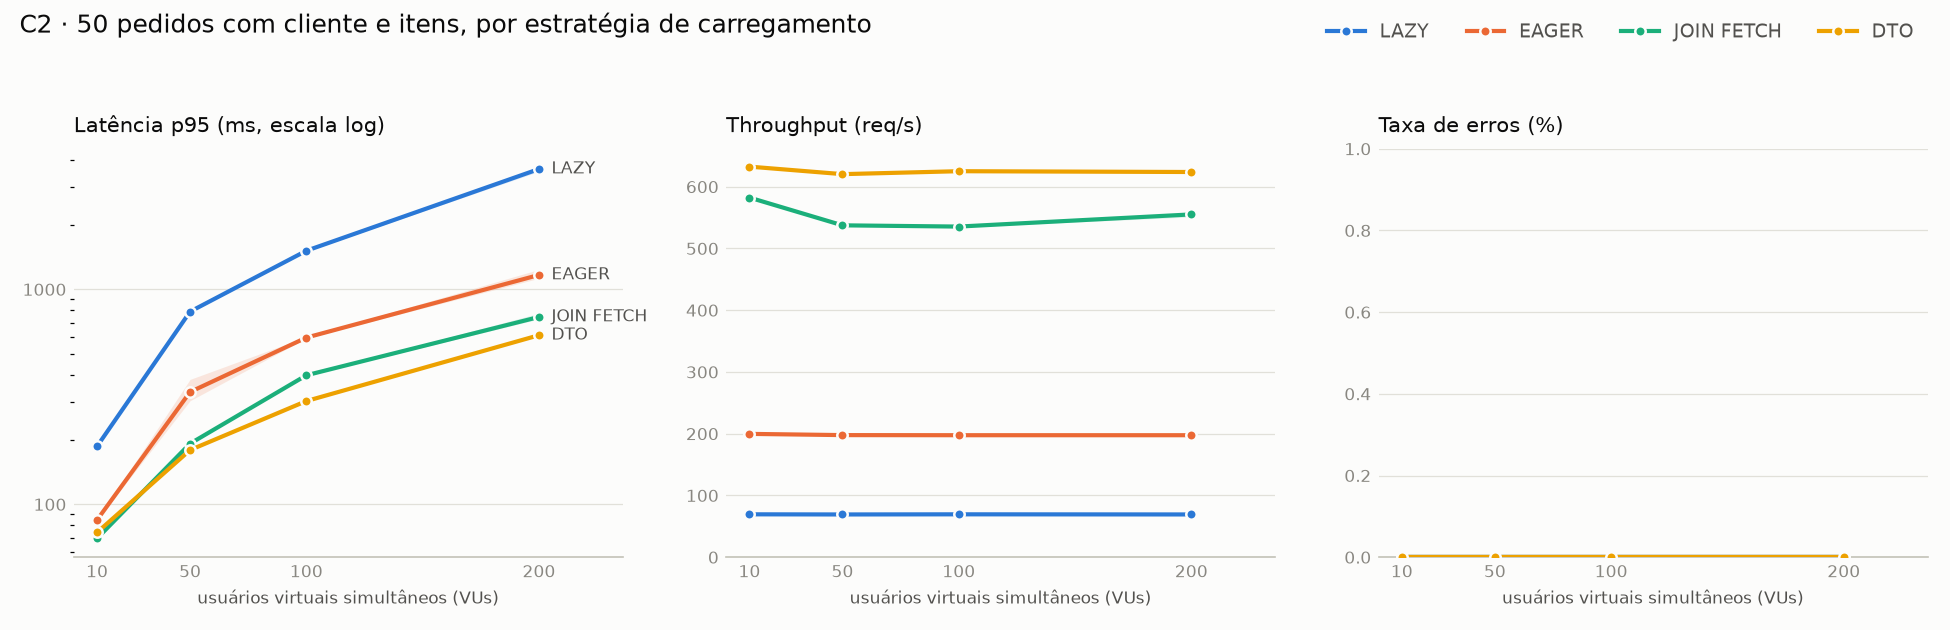 C2 · 50 pedidos com cliente e itens, por estratégia de carregamento
LAZY EAGER JOIN FETCH DTO
Latência p95 (ms, escala log)
1000
100
LAZY
EAGER
JOIN FETCH
DTO
10 50 100 200
usuários virtuais simultâneos (VUs)
Throughput (req/s)
600
500
400
300
200
100
0
10 50 100 200
usuários virtuais simultâneos (VUs)
Taxa de erros (%)
1.0
0.8
0.6
0.4
0.2
0.0
10 50 100 200
usuários virtuais simultâneos (VUs)